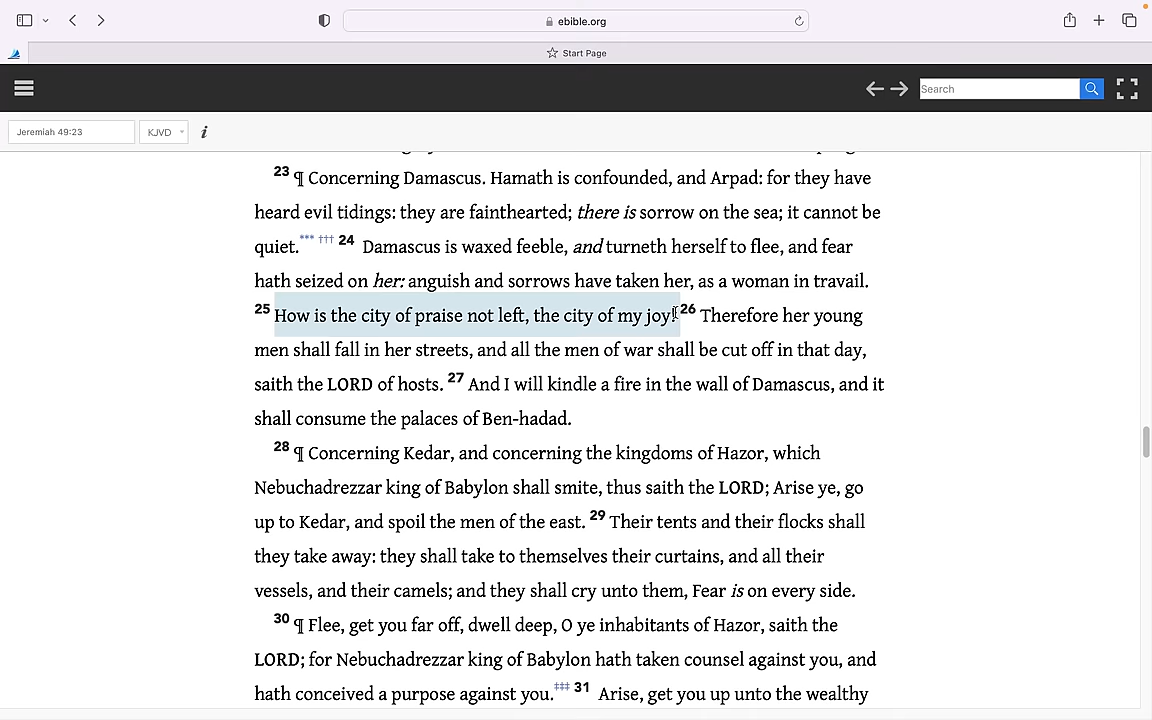 ebible.org
Start Page
Search
Jeremiah 49:23
KJVD
i
23 ¶ Concerning Damascus. Hamath is confounded, and Arpad: for they have
heard evil tidings: they are fainthearted; there is sorrow on the sea; it cannot be
quiet.*** ††† 24 Damascus is waxed feeble, and turneth herself to flee, and fear
hath seized on her: anguish and sorrows have taken her, as a woman in travail.
25 How is the city of praise not left, the city of my joy! 26 Therefore her young
men shall fall in her streets, and all the men of war shall be cut off in that day,
saith the LORD of hosts. 27 And I will kindle a fire in the wall of Damascus, and it
shall consume the palaces of Ben-hadad.
28 ¶ Concerning Kedar, and concerning the kingdoms of Hazor, which
Nebuchadrezzar king of Babylon shall smite, thus saith the LORD; Arise ye, go
up to Kedar, and spoil the men of the east. 29 Their tents and their flocks shall
they take away: they shall take to themselves their curtains, and all their
vessels, and their camels; and they shall cry unto them, Fear is on every side.
30 ¶ Flee, get you far off, dwell deep, O ye inhabitants of Hazor, saith the
LORD; for Nebuchadrezzar king of Babylon hath taken counsel against you, and
hath conceived a purpose against you.‡‡‡ 31 Arise, get you up unto the wealthy